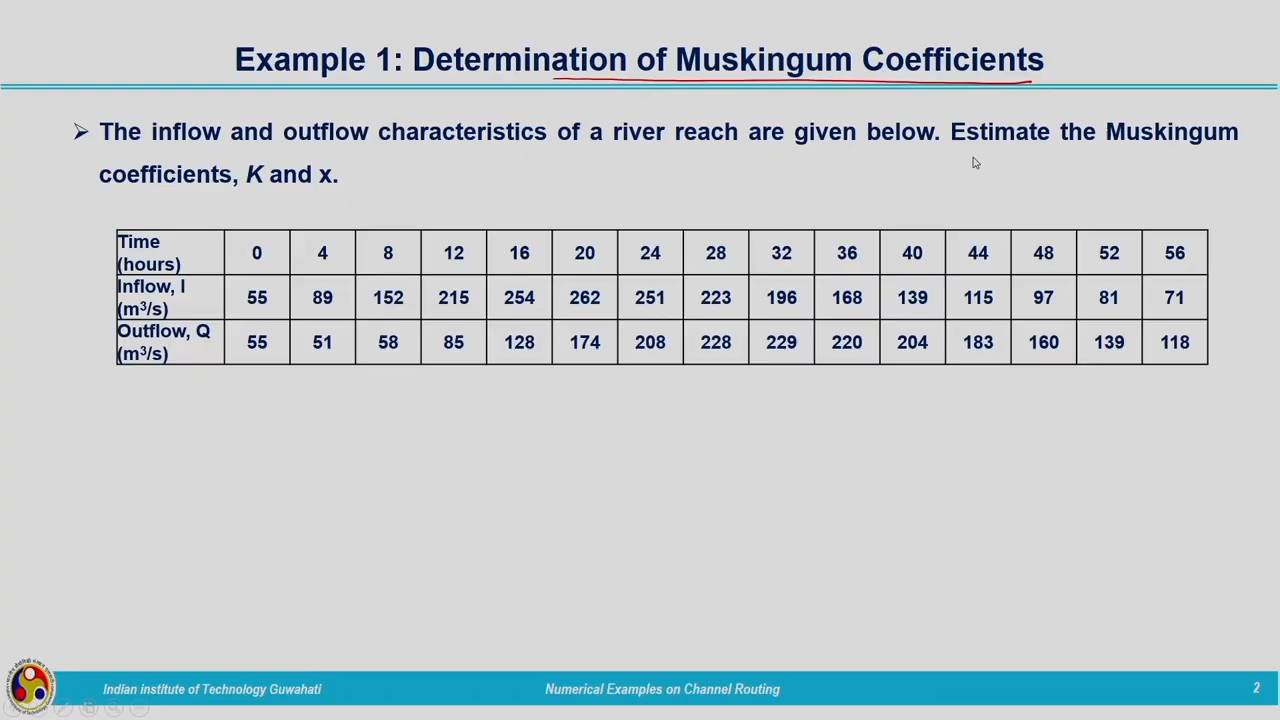 Example 1: Determination of Muskingum Coefficients
➢ The inflow and outflow characteristics of a river reach are given below. Estimate the Muskingum
coefficients, K and x.
Time (hours) 0 4 8 12 16 20 24 28 32 36 40 44 48 52 56
Inflow, I (m³/s) 55 89 152 215 254 262 251 223 196 168 139 115 97 81 71
Outflow, Q (m³/s) 55 51 58 85 128 174 208 228 229 220 204 183 160 139 118
Indian institute of Technology Guwahati Numerical Examples on Channel Routing 2